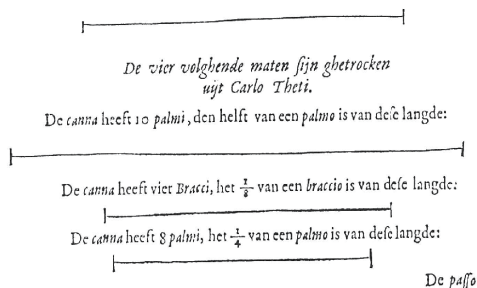 De vier volghende maten ſijn ghetrocken
uyt Carlo Theti.
De canna heeft 10 palmi, den helft van een palmo is van deſe langde:
De canna heeft vier Bracci, het 1/8 van een braccio is van deſe langde:
De canna heeft 8 palmi, het 1/4 van een palmo is van deſe langde:
De paſſo